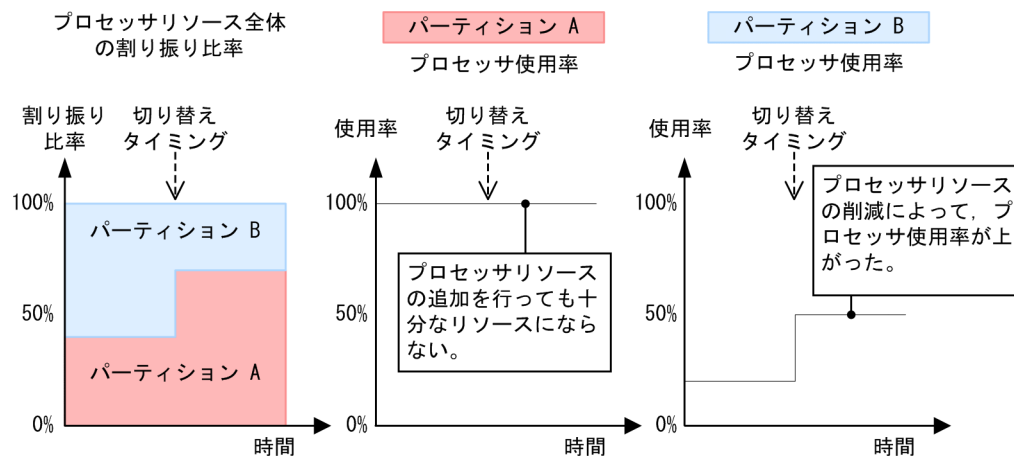 プロセッサリソース全体
の割り振り比率
割り振り
比率
切り替え
タイミング
100%
50%
0%
パーティション B
パーティション A
時間
パーティション A
プロセッサ使用率
使用率
切り替え
タイミング
100%
50%
0%
プロセッサリソース
の追加を行っても十
分なリソースになら
ない。
時間
パーティション B
プロセッサ使用率
使用率
切り替え
タイミング
100%
50%
0%
プロセッサリソース
の削減によって，プ
ロセッサ使用率が上
がった。
時間